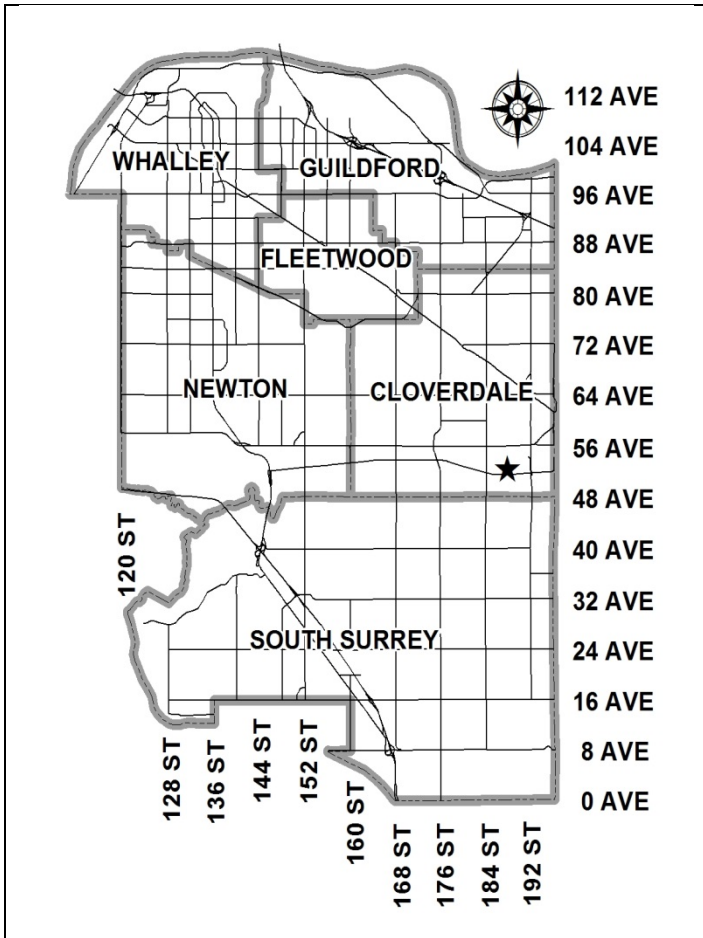 112 AVE
104 AVE
WHALLEY
GUILDFORD
96 AVE
88 AVE
FLEETWOOD
80 AVE
72 AVE
NEWTON
CLOVERDALE
64 AVE
56 AVE
48 AVE
120 ST
40 AVE
32 AVE
SOUTH SURREY
24 AVE
16 AVE
128 ST
136 ST
144 ST
152 ST
8 AVE
160 ST
0 AVE
168 ST
176 ST
184 ST
192 ST